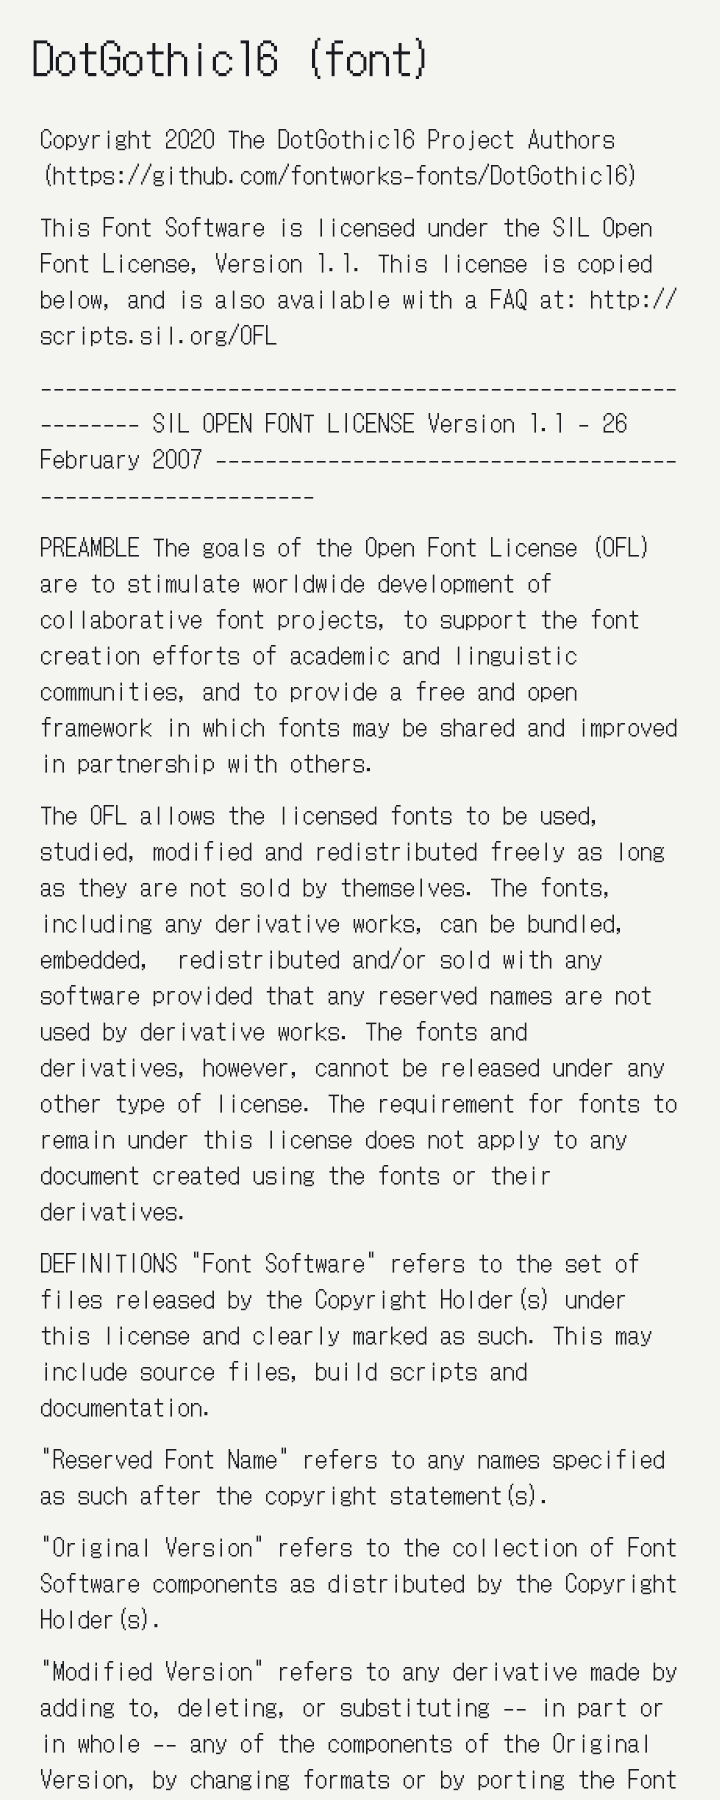 DotGothic16 (font)
Copyright 2020 The DotGothic16 Project Authors
(https://github.com/fontworks-fonts/DotGothic16)
This Font Software is licensed under the SIL Open
Font License, Version 1.1. This license is copied
below, and is also available with a FAQ at: http://
scripts.sil.org/OFL
---------------------------------------------------
-------- SIL OPEN FONT LICENSE Version 1.1 - 26
February 2007 -------------------------------------
----------------------
PREAMBLE The goals of the Open Font License (OFL)
are to stimulate worldwide development of
collaborative font projects, to support the font
creation efforts of academic and linguistic
communities, and to provide a free and open
framework in which fonts may be shared and improved
in partnership with others.
The OFL allows the licensed fonts to be used,
studied, modified and redistributed freely as long
as they are not sold by themselves. The fonts,
including any derivative works, can be bundled,
embedded,  redistributed and/or sold with any
software provided that any reserved names are not
used by derivative works. The fonts and
derivatives, however, cannot be released under any
other type of license. The requirement for fonts to
remain under this license does not apply to any
document created using the fonts or their
derivatives.
DEFINITIONS "Font Software" refers to the set of
files released by the Copyright Holder(s) under
this license and clearly marked as such. This may
include source files, build scripts and
documentation.
"Reserved Font Name" refers to any names specified
as such after the copyright statement(s).
"Original Version" refers to the collection of Font
Software components as distributed by the Copyright
Holder(s).
"Modified Version" refers to any derivative made by
adding to, deleting, or substituting -- in part or
in whole -- any of the components of the Original
Version, by changing formats or by porting the Font